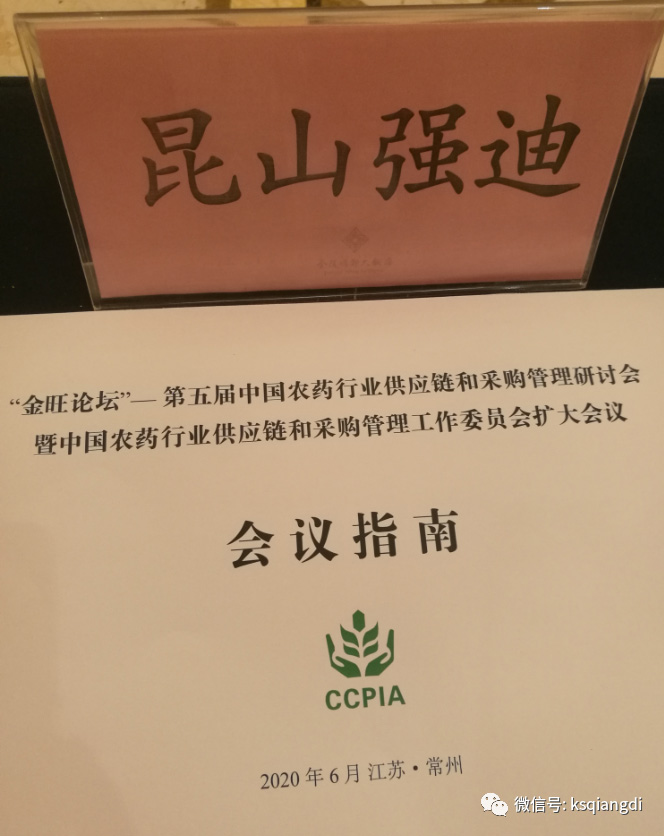 昆山强迪
“金旺论坛”— 第五届中国农药行业供应链和采购管理研讨会
暨中国农药行业供应链和采购管理工作委员会扩大会议
会议指南
CCPIA
2020 年 6 月 江苏 · 常州
微信号: ksqiangdi